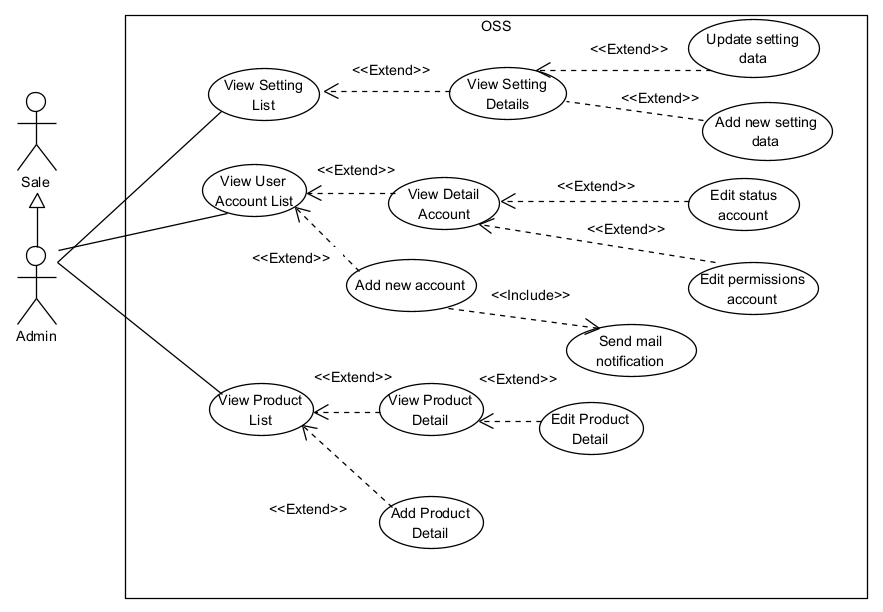 OSS
Update setting
data
<<Extend>>
<<Extend>>
View Setting
List
View Setting
Details
<<Extend>>
Add new setting
data
Sale
<<Extend>>
View User
Account List
View Detail
Account
<<Extend>>
Edit status
account
<<Extend>>
<<Extend>>
Add new account
Edit permissions
account
<<Include>>
Admin
Send mail
notification
<<Extend>>
<<Extend>>
View Product
List
View Product
Detail
Edit Product
Detail
<<Extend>>
Add Product
Detail